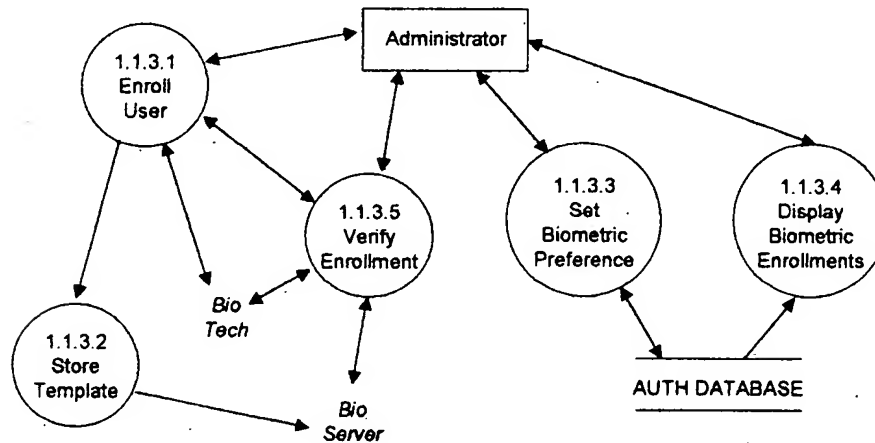 Administrator
1.1.3.1
Enroll
User
1.1.3.5
Verify
Enrollment
1.1.3.3
Set
Biometric
Preference
1.1.3.4
Display
Biometric
Enrollments
Bio
Tech
1.1.3.2
Store
Template
Bio
Server
AUTH DATABASE